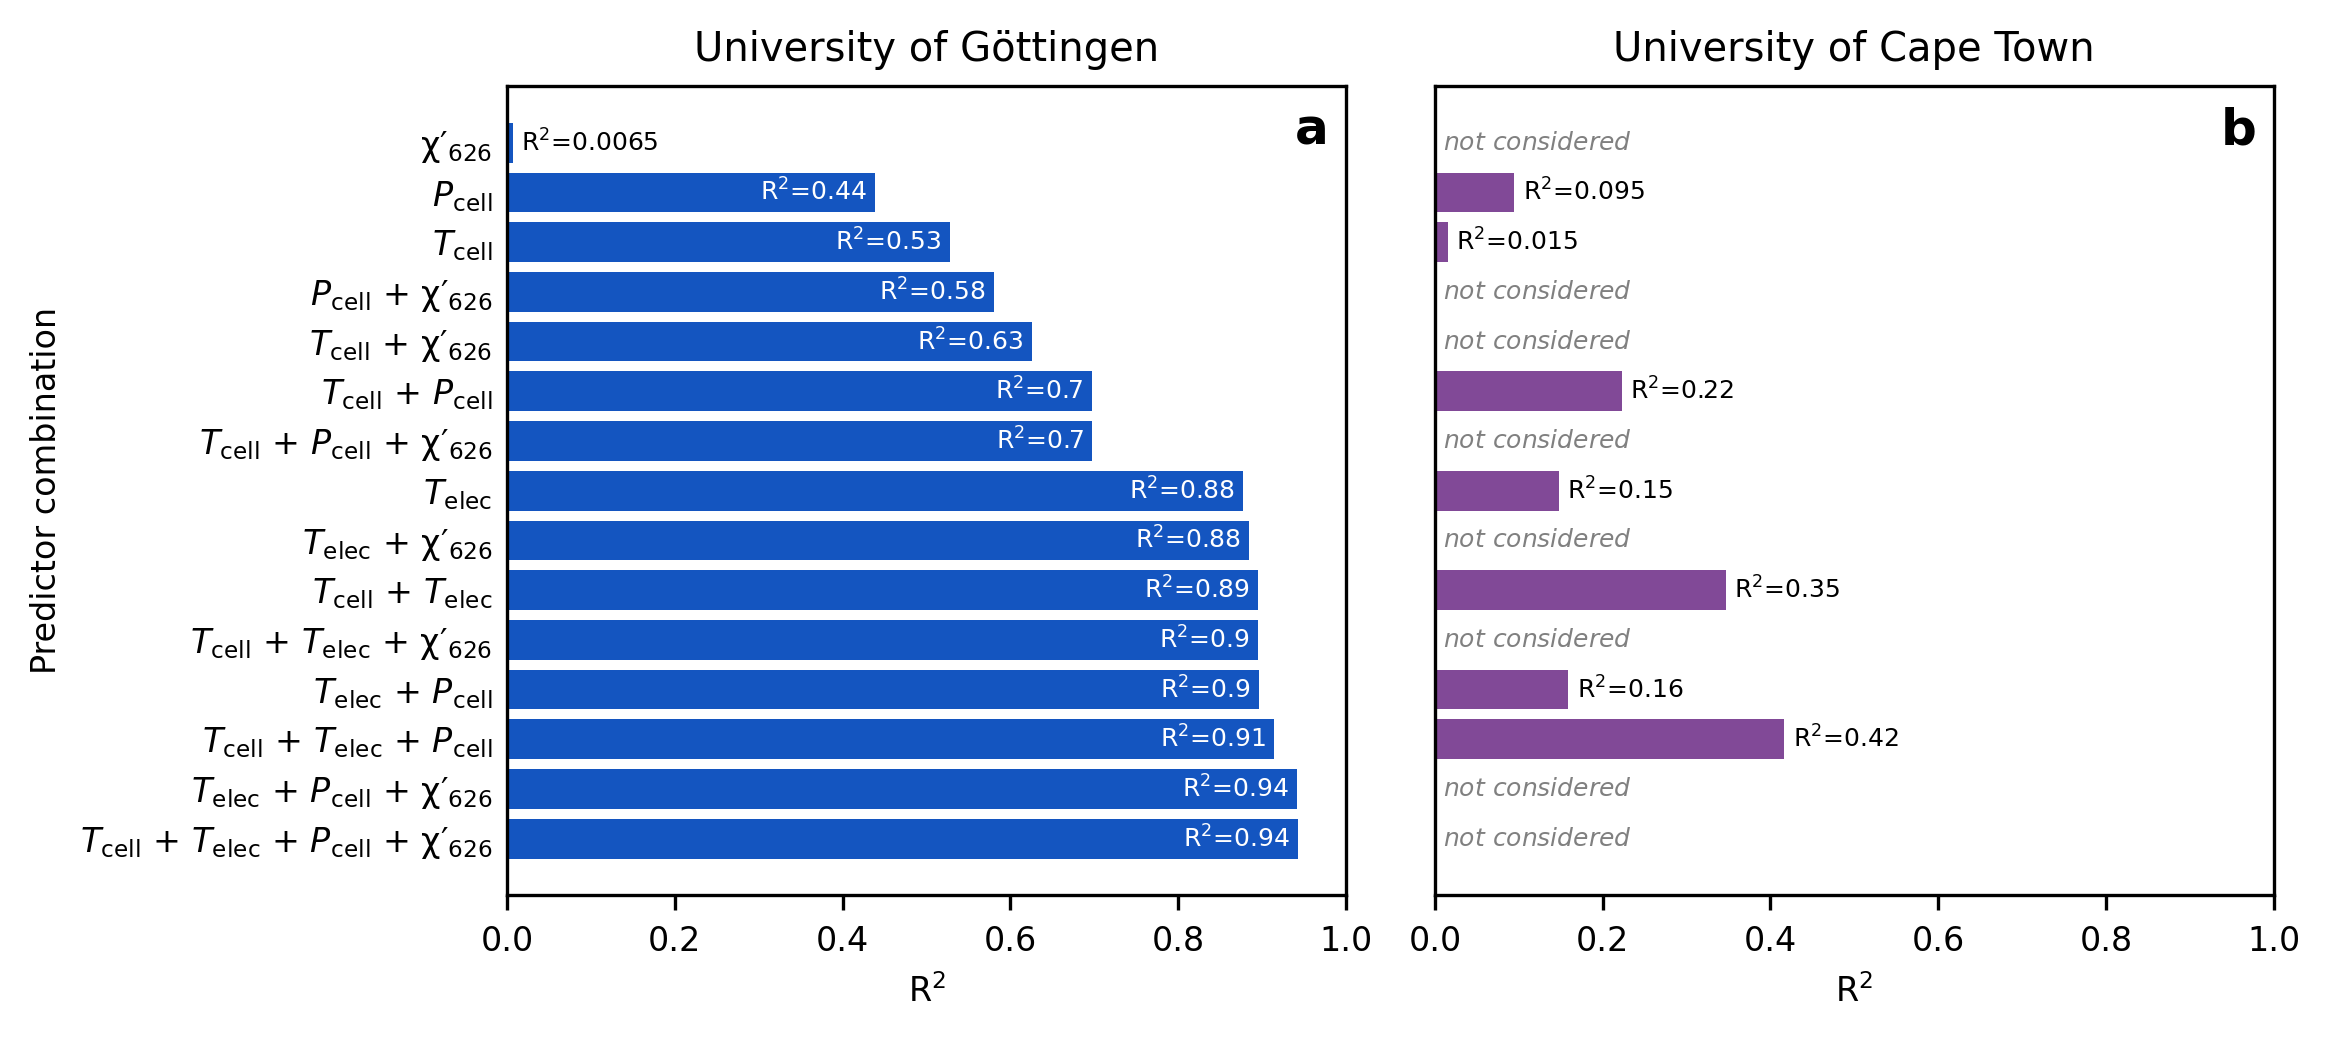 University of Göttingen
University of Cape Town
Predictor combination
a
b
χ′₆₂₆ R²=0.0065 not considered
P_cell R²=0.44 R²=0.095
T_cell R²=0.53 R²=0.015
P_cell + χ′₆₂₆ R²=0.58 not considered
T_cell + χ′₆₂₆ R²=0.63 not considered
T_cell + P_cell R²=0.7 R²=0.22
T_cell + P_cell + χ′₆₂₆ R²=0.7 not considered
T_elec R²=0.88 R²=0.15
T_elec + χ′₆₂₆ R²=0.88 not considered
T_cell + T_elec R²=0.89 R²=0.35
T_cell + T_elec + χ′₆₂₆ R²=0.9 not considered
T_elec + P_cell R²=0.9 R²=0.16
T_cell + T_elec + P_cell R²=0.91 R²=0.42
T_elec + P_cell + χ′₆₂₆ R²=0.94 not considered
T_cell + T_elec + P_cell + χ′₆₂₆ R²=0.94 not considered
0.0 0.2 0.4 0.6 0.8 1.0
0.0 0.2 0.4 0.6 0.8 1.0
R²
R²